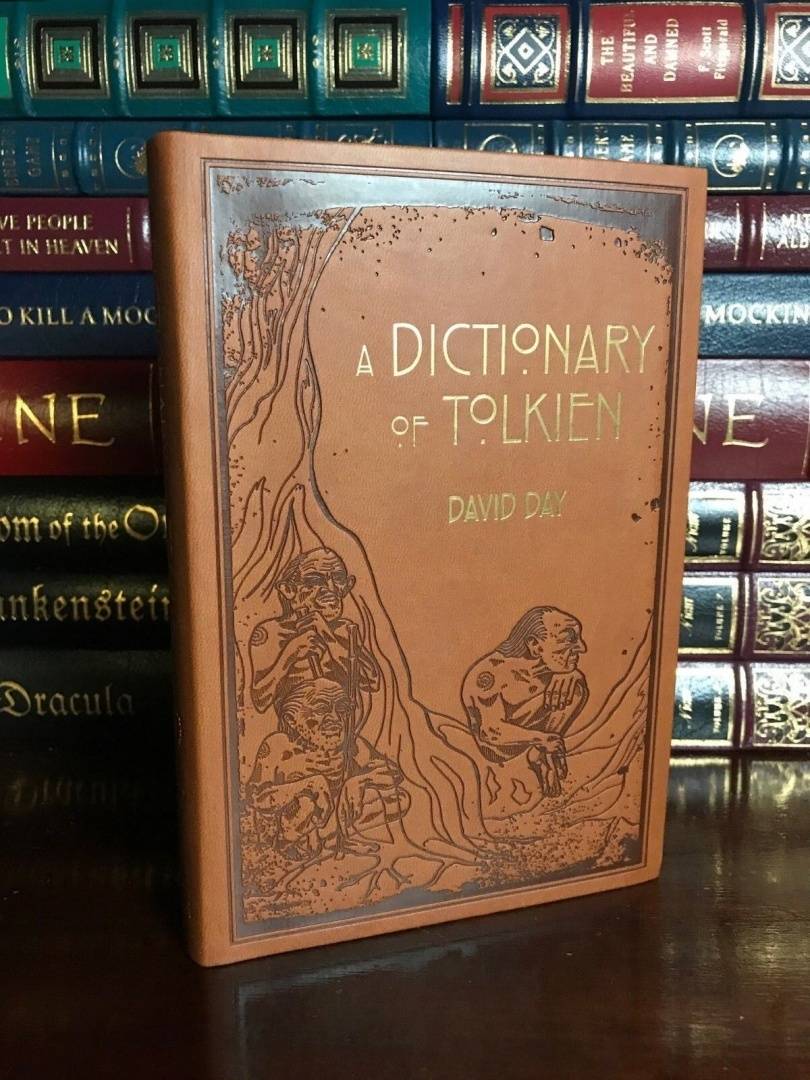 THE
BEAUTIFUL
AND
DAMNED
F. Scott
Fitzgerald
VE PEOPLE
T IN HEAVEN
O KILL A MOC
MOCKIN
NE
NE
om of the O
nkenstein
Dracula
A DICTIONARY
OF TOLKIEN
DAVID DAY